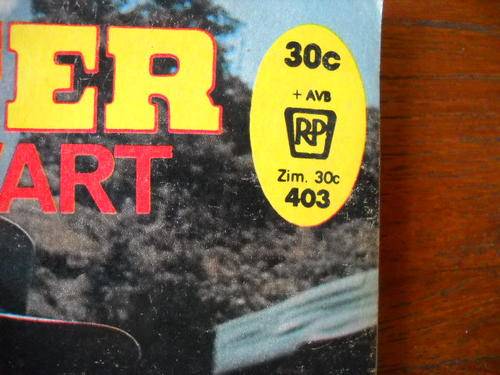 ER
ART
30c
+ AVB
RP
Zim. 30c
403